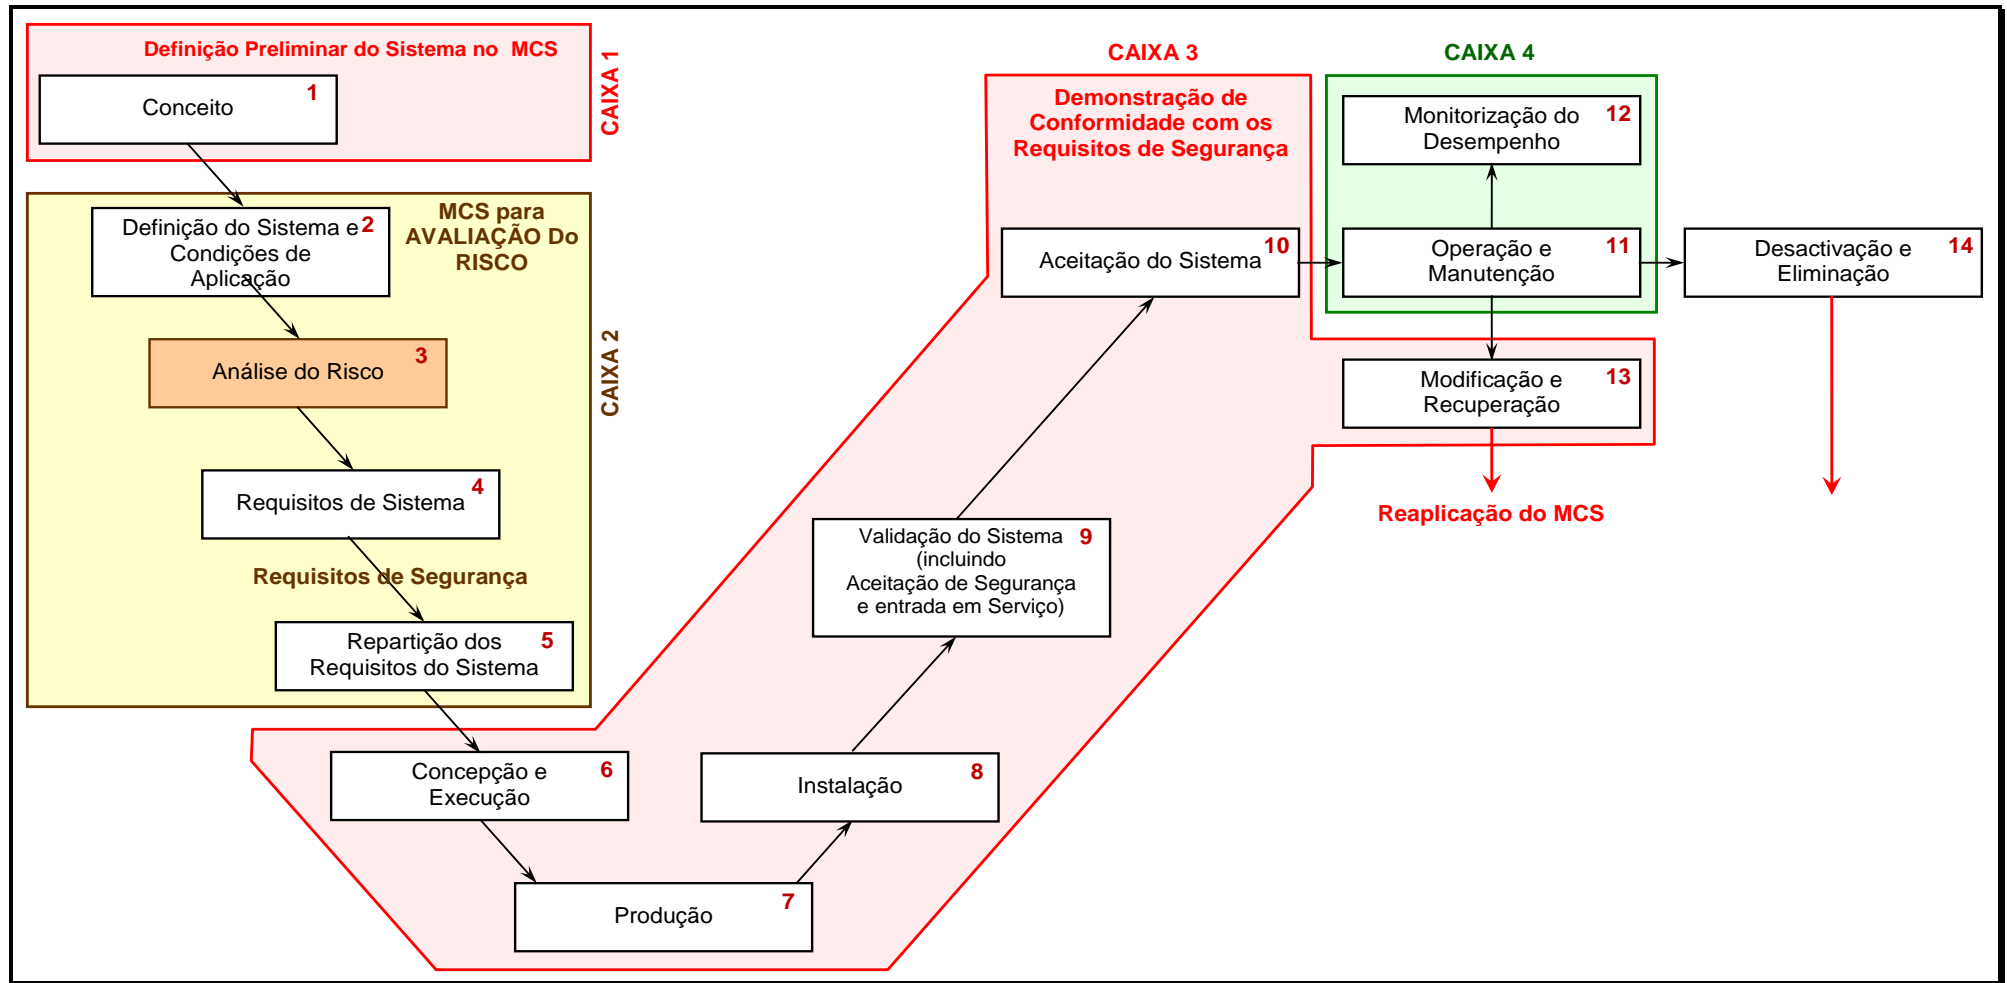 Definição Preliminar do Sistema no MCS
CAIXA 1
Conceito
1
CAIXA 2
MCS para
AVALIAÇÃO Do
RISCO
Definição do Sistema e
Condições de
Aplicação
2
Análise do Risco
3
Requisitos de Sistema
4
Requisitos de Segurança
Repartição dos
Requisitos do Sistema
5
CAIXA 3
Demonstração de
Conformidade com os
Requisitos de Segurança
Concepção e
Execução
6
Produção
7
Instalação
8
Validação do Sistema
(incluindo
Aceitação de Segurança
e entrada em Serviço)
9
Aceitação do Sistema
10
CAIXA 4
Monitorização do
Desempenho
12
Operação e
Manutenção
11
Modificação e
Recuperação
13
Reaplicação do MCS
Desactivação e
Eliminação
14